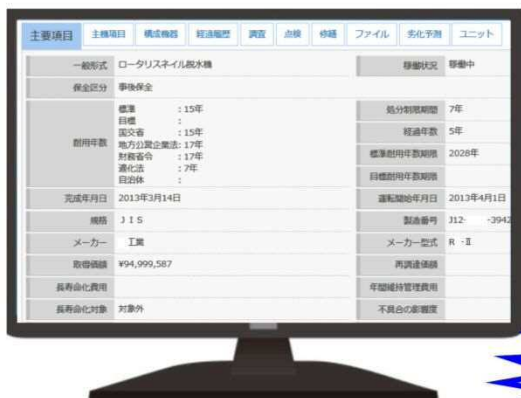 主要項目 主機項目 構成機器 経過履歴 調査 点検 修繕 ファイル 劣化予測 ユニット
一般形式 ロータリスネイル脱水機 稼働状況 稼働中
保全区分 事後保全
耐用年数
標準 : 15年
目標 :
国交省 : 15年
地方公営企業法: 17年
財務省令 : 17年
適化法 : 7年
自治体 :
処分制限期間 7年
経過年数 5年
標準耐用年数期限 2028年
目標耐用年数期限
完成年月日 2013年3月14日 運転開始年月日 2013年4月1日
規格 JIS 製造番号 J12- -3942
メーカー 工業 メーカー型式 R -Ⅱ
取得価額 ¥94,999,587 再調達価額
長寿命化費用 年間維持管理費用
長寿命化対象 対象外 不具合の影響度